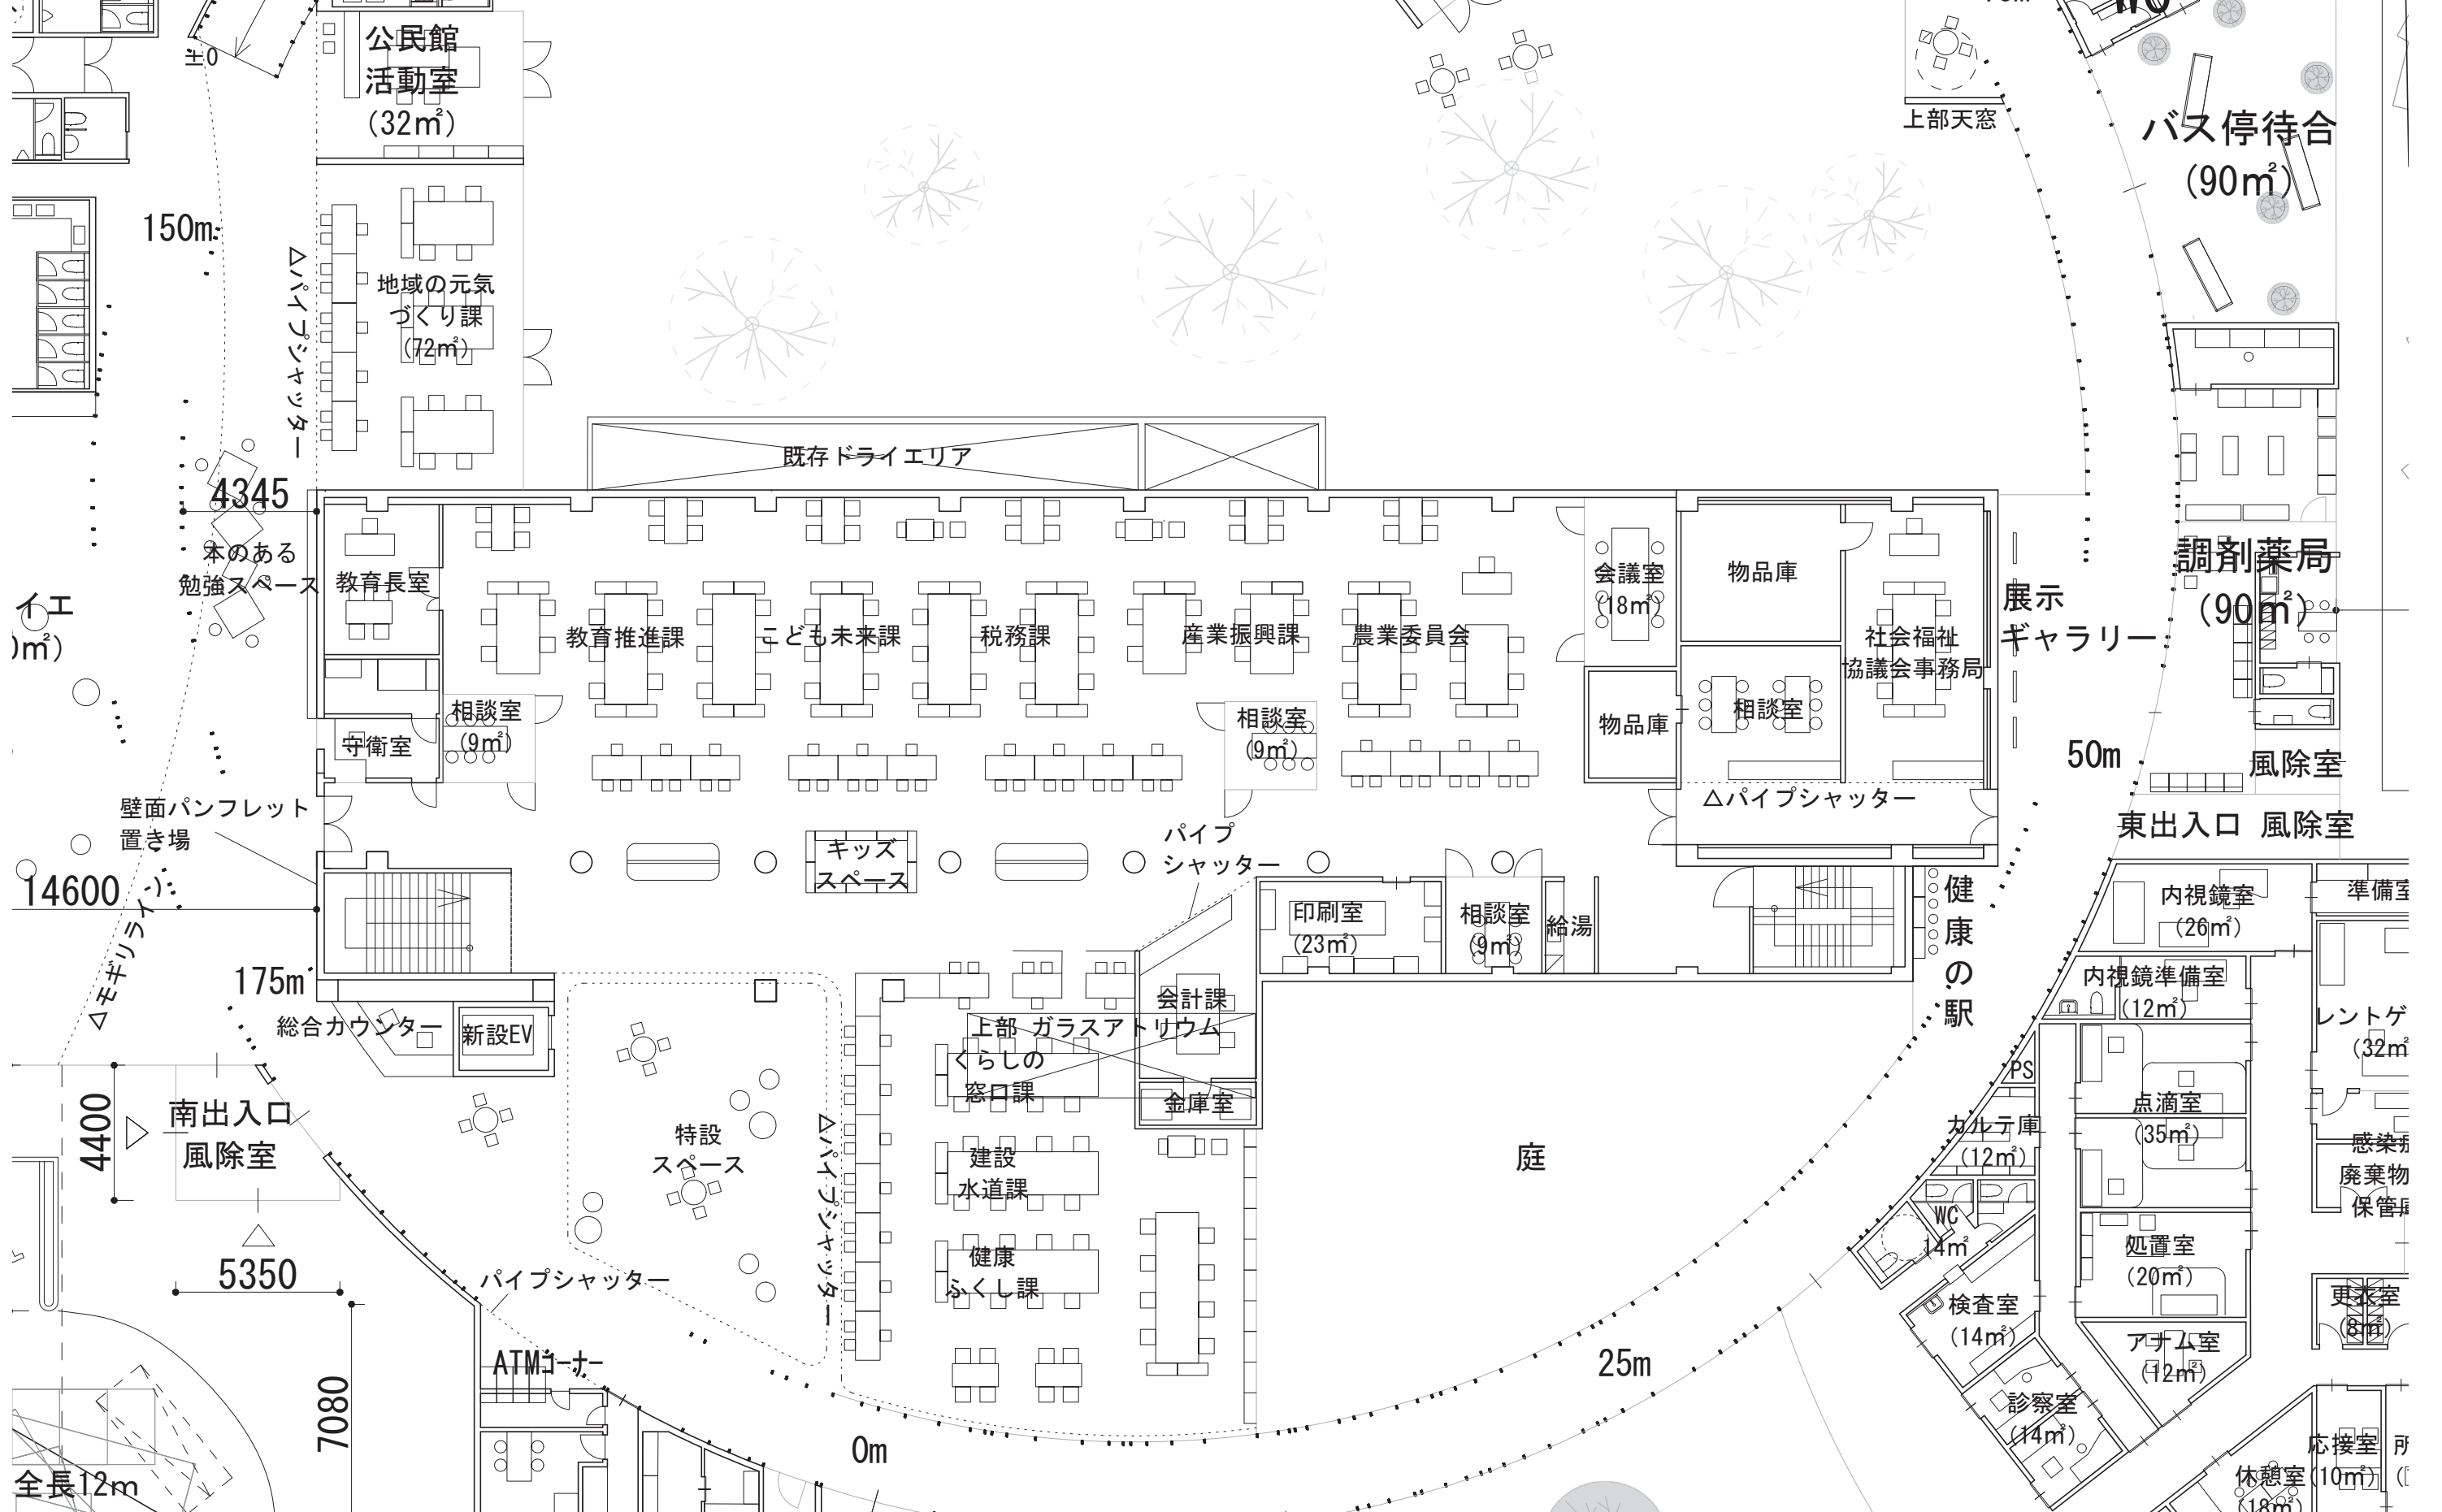 ±0
公民館
活動室
(32㎡)
150m
△パイプシャッター
地域の元気
づくり課
(72㎡)
上部天窓
WC
バス停待合
(90㎡)
既存ドライエリア
4345
本のある
勉強スペース
教育長室
教育推進課
こども未来課
税務課
産業振興課
農業委員会
会議室
(18㎡)
物品庫
社会福祉
協議会事務局
展示
ギャラリー
調剤薬局
(90㎡)
守衛室
相談室
(9㎡)
相談室
(9㎡)
物品庫
相談室
50m
風除室
△パイプシャッター
東出入口 風除室
壁面パンフレット
置き場
14600
△モギリライン
キッズ
スペース
パイプ
シャッター
印刷室
(23㎡)
相談室
(9㎡)
給湯
健康の駅
内視鏡室
(26㎡)
内視鏡準備室
(12㎡)
175m
総合カウンター
新設EV
会計課
上部 ガラスアトリウム
くらしの
窓口課
金庫室
PS
カルテ庫
(12㎡)
点滴室
(35㎡)
4400
南出入口
風除室
特設
スペース
△パイプシャッター
建設
水道課
庭
WC
14㎡
処置室
(20㎡)
5350
パイプシャッター
健康
ふくし課
検査室
(14㎡)
更衣室
(8㎡)
アナム室
(12㎡)
7080
ATMコーナー
25m
診察室
(14㎡)
0m
全長12m
応接室
(10㎡)
休憩室
(18㎡)